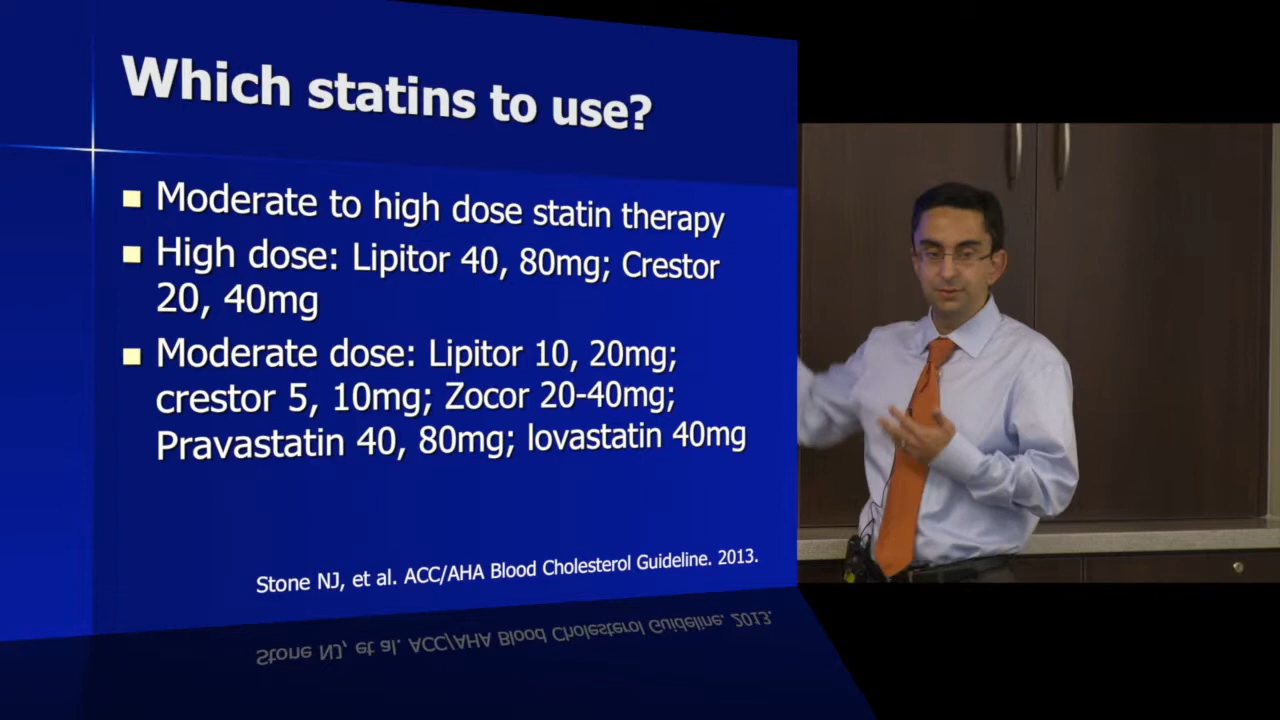 Which statins to use?
Moderate to high dose statin therapy
High dose: Lipitor 40, 80mg; Crestor
20, 40mg
Moderate dose: Lipitor 10, 20mg;
crestor 5, 10mg; Zocor 20-40mg;
Pravastatin 40, 80mg; lovastatin 40mg
Stone NJ, et al. ACC/AHA Blood Cholesterol Guideline. 2013.
Stone NJ, et al. ACC/AHA Blood Cholesterol Guideline. 2013.